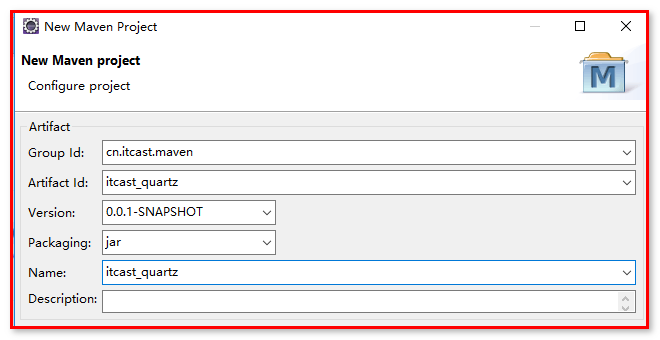 New Maven Project
New Maven project
Configure project
M
Artifact
Group Id: cn.itcast.maven
Artifact Id: itcast_quartz
Version: 0.0.1-SNAPSHOT
Packaging: jar
Name: itcast_quartz
Description: